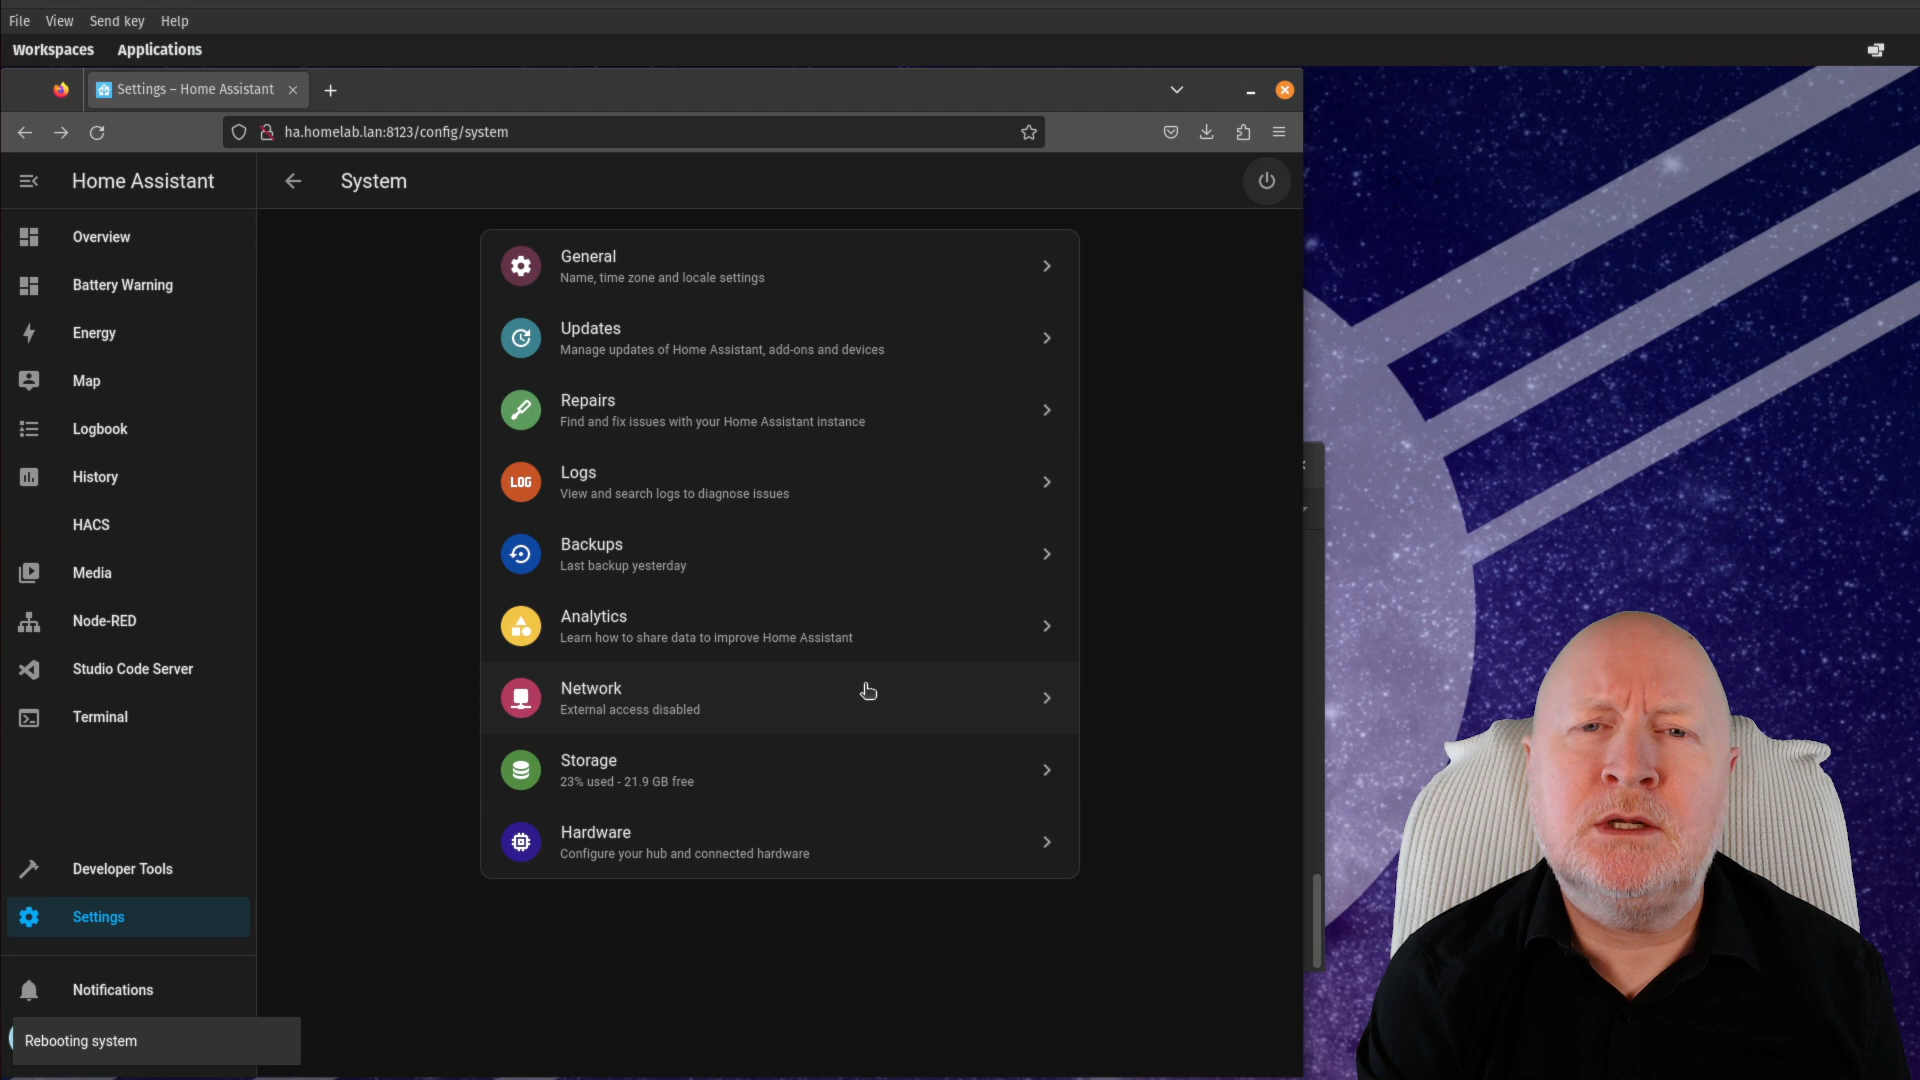 File View Send key Help
Workspaces Applications
Settings – Home Assistant
ha.homelab.lan:8123/config/system
Home Assistant
System
Overview
Battery Warning
Energy
Map
Logbook
History
HACS
Media
Node-RED
Studio Code Server
Terminal
Developer Tools
Settings
Notifications
Rebooting system
General
Name, time zone and locale settings
Updates
Manage updates of Home Assistant, add-ons and devices
Repairs
Find and fix issues with your Home Assistant instance
LOG
Logs
View and search logs to diagnose issues
Backups
Last backup yesterday
Analytics
Learn how to share data to improve Home Assistant
Network
External access disabled
Storage
23% used - 21.9 GB free
Hardware
Configure your hub and connected hardware